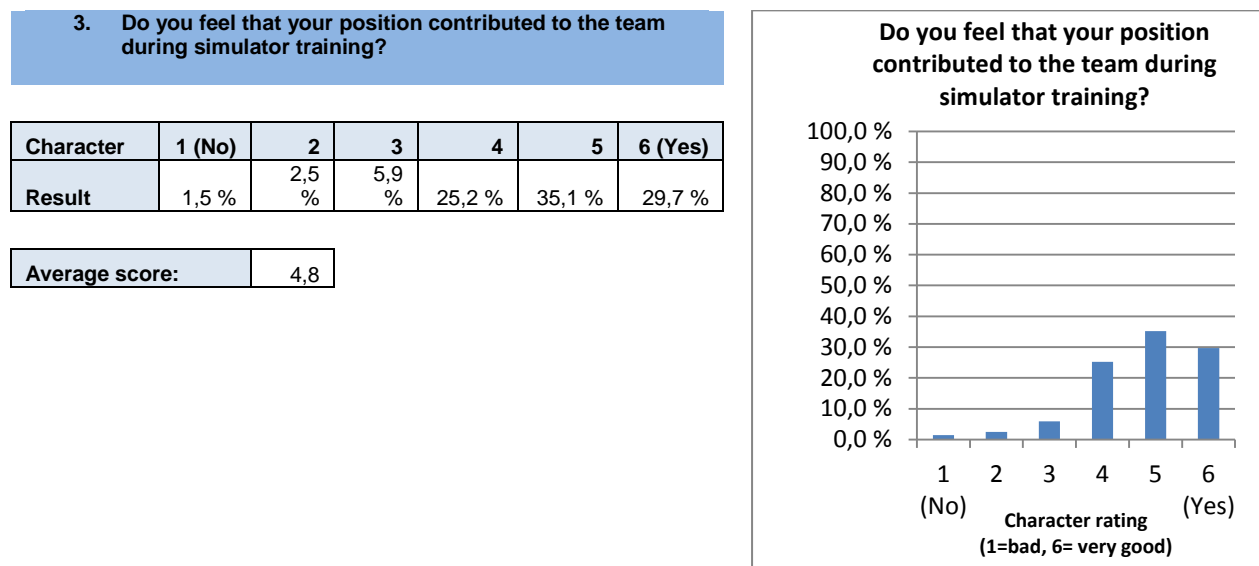 3. Do you feel that your position contributed to the team
during simulator training?
Character 1 (No) 2 3 4 5 6 (Yes)
Result 1,5 % 2,5 % 5,9 % 25,2 % 35,1 % 29,7 %
Average score: 4,8
Do you feel that your position
contributed to the team during
simulator training?
100,0 %
90,0 %
80,0 %
70,0 %
60,0 %
50,0 %
40,0 %
30,0 %
20,0 %
10,0 %
0,0 %
1 2 3 4 5 6
(No) (Yes)
Character rating
(1=bad, 6= very good)